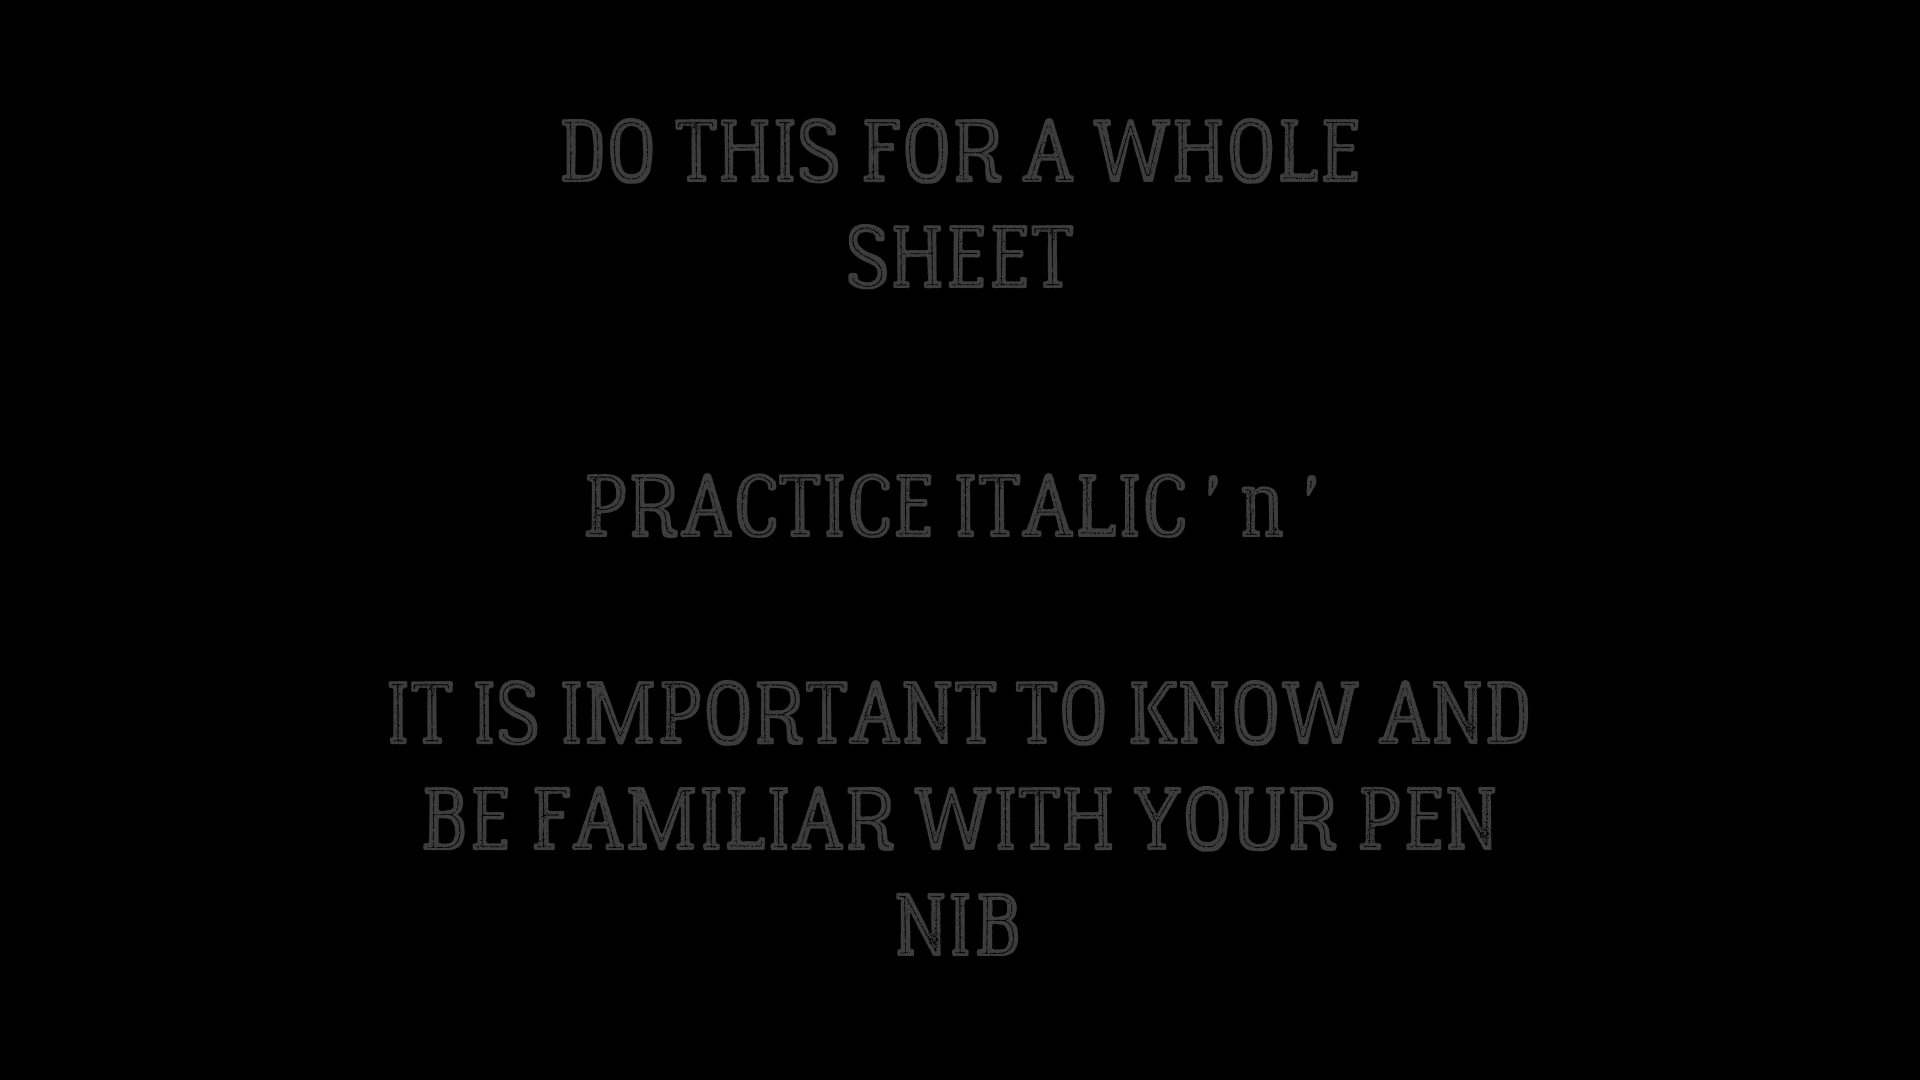 DO THIS FOR A WHOLE
SHEET
PRACTICE ITALIC ' n '
IT IS IMPORTANT TO KNOW AND
BE FAMILIAR WITH YOUR PEN
NIB